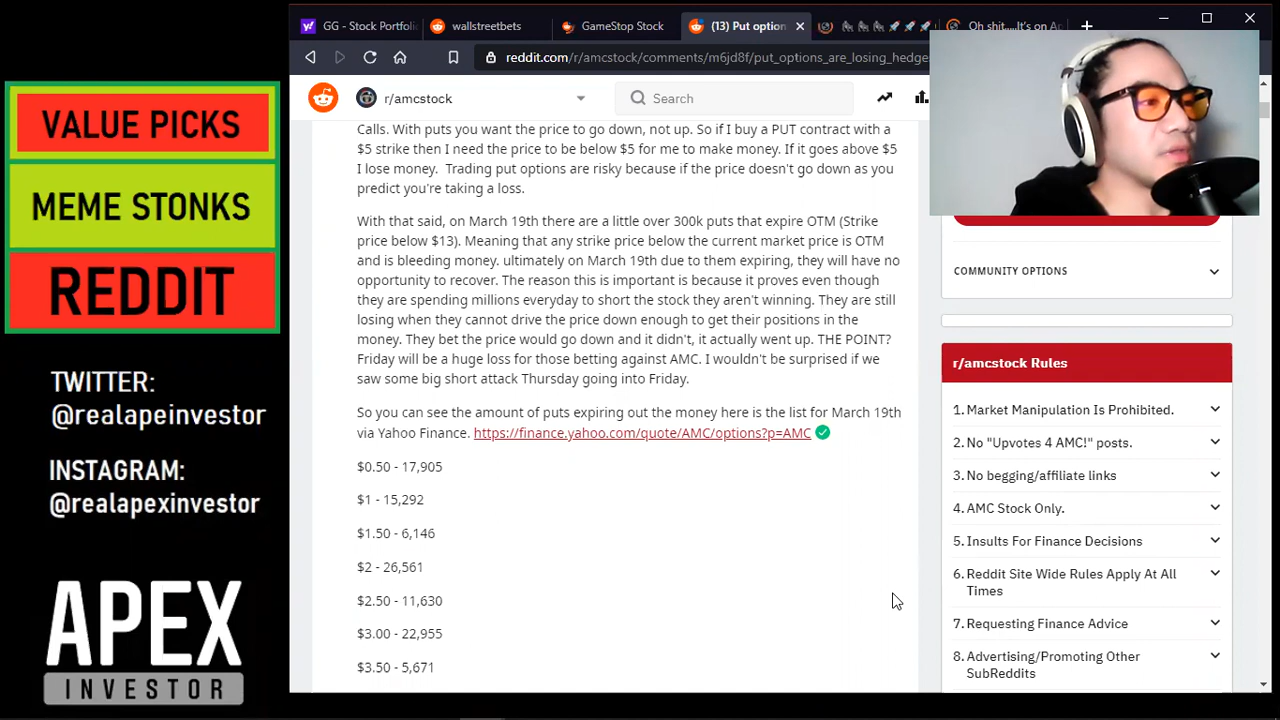 VALUE PICKS
MEME STONKS
REDDIT
TWITTER:
@realapeinvestor
INSTAGRAM:
@realapexinvestor
APEX
INVESTOR
GG - Stock Portfoli
wallstreetbets
GameStop Stock
(13) Put option
Oh shit....It's on A
reddit.com/r/amcstock/comments/m6jd8f/put_options_are_losing_hedge
r/amcstock
Search
Calls. With puts you want the price to go down, not up. So if I buy a PUT contract with a
$5 strike then I need the price to be below $5 for me to make money. If it goes above $5
I lose money. Trading put options are risky because if the price doesn't go down as you
predict you're taking a loss.
With that said, on March 19th there are a little over 300k puts that expire OTM (Strike
price below $13). Meaning that any strike price below the current market price is OTM
and is bleeding money. ultimately on March 19th due to them expiring, they will have no
opportunity to recover. The reason this is important is because it proves even though
they are spending millions everyday to short the stock they aren't winning. They are still
losing when they cannot drive the price down enough to get their positions in the
money. They bet the price would go down and it didn't, it actually went up. THE POINT?
Friday will be a huge loss for those betting against AMC. I wouldn't be surprised if we
saw some big short attack Thursday going into Friday.
So you can see the amount of puts expiring out the money here is the list for March 19th
via Yahoo Finance. https://finance.yahoo.com/quote/AMC/options?p=AMC
$0.50 - 17,905
$1 - 15,292
$1.50 - 6,146
$2 - 26,561
$2.50 - 11,630
$3.00 - 22,955
$3.50 - 5,671
COMMUNITY OPTIONS
r/amcstock Rules
1. Market Manipulation Is Prohibited.
2. No "Upvotes 4 AMC!" posts.
3. No begging/affiliate links
4. AMC Stock Only.
5. Insults For Finance Decisions
6. Reddit Site Wide Rules Apply At All
Times
7. Requesting Finance Advice
8. Advertising/Promoting Other
SubReddits